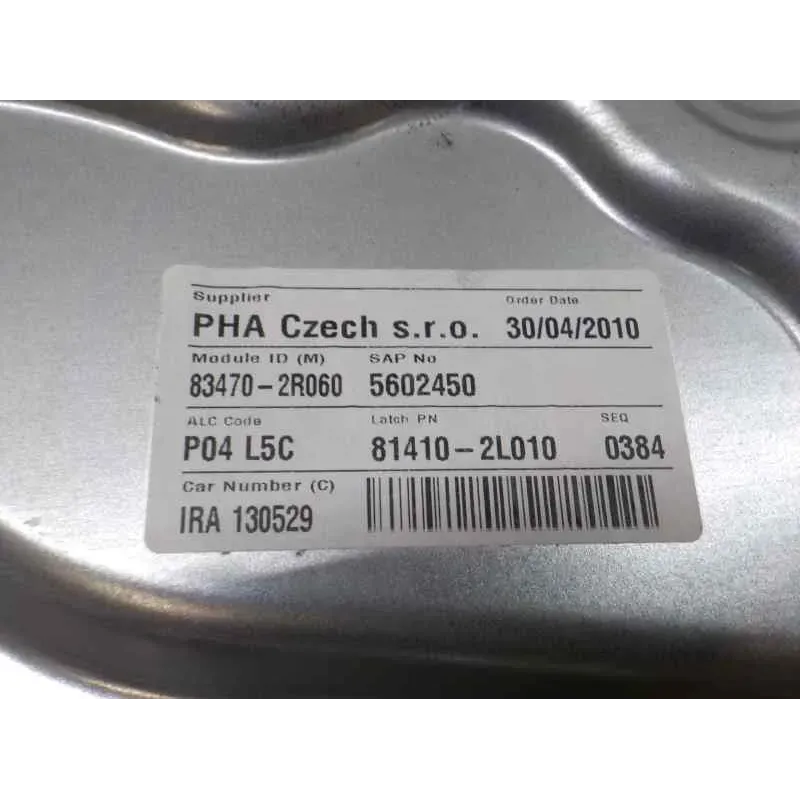 Supplier Order Date
PHA Czech s.r.o. 30/04/2010
Module ID (M) SAP No
83470-2R060 5602450
ALC Code Latch PN SEQ
P04 L5C 81410-2L010 0384
Car Number (C)
IRA 130529